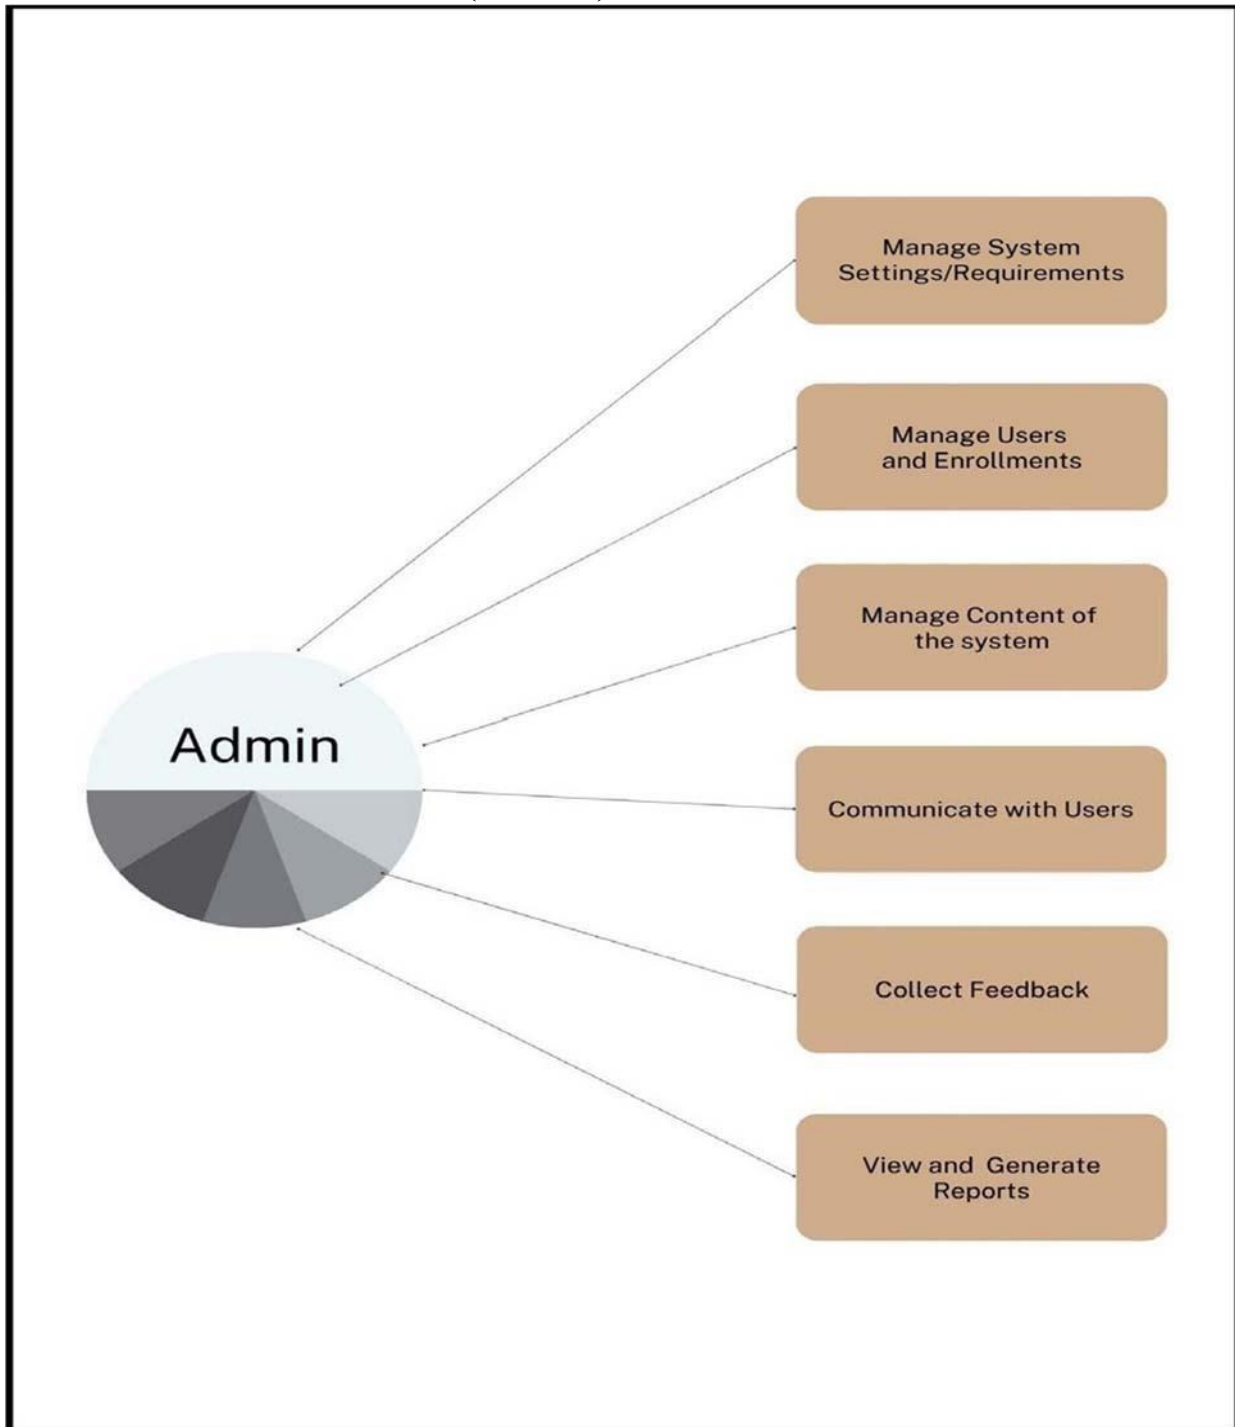 Manage System
Settings/Requirements
Manage Users
and Enrollments
Manage Content of
the system
Admin
Communicate with Users
Collect Feedback
View and Generate
Reports